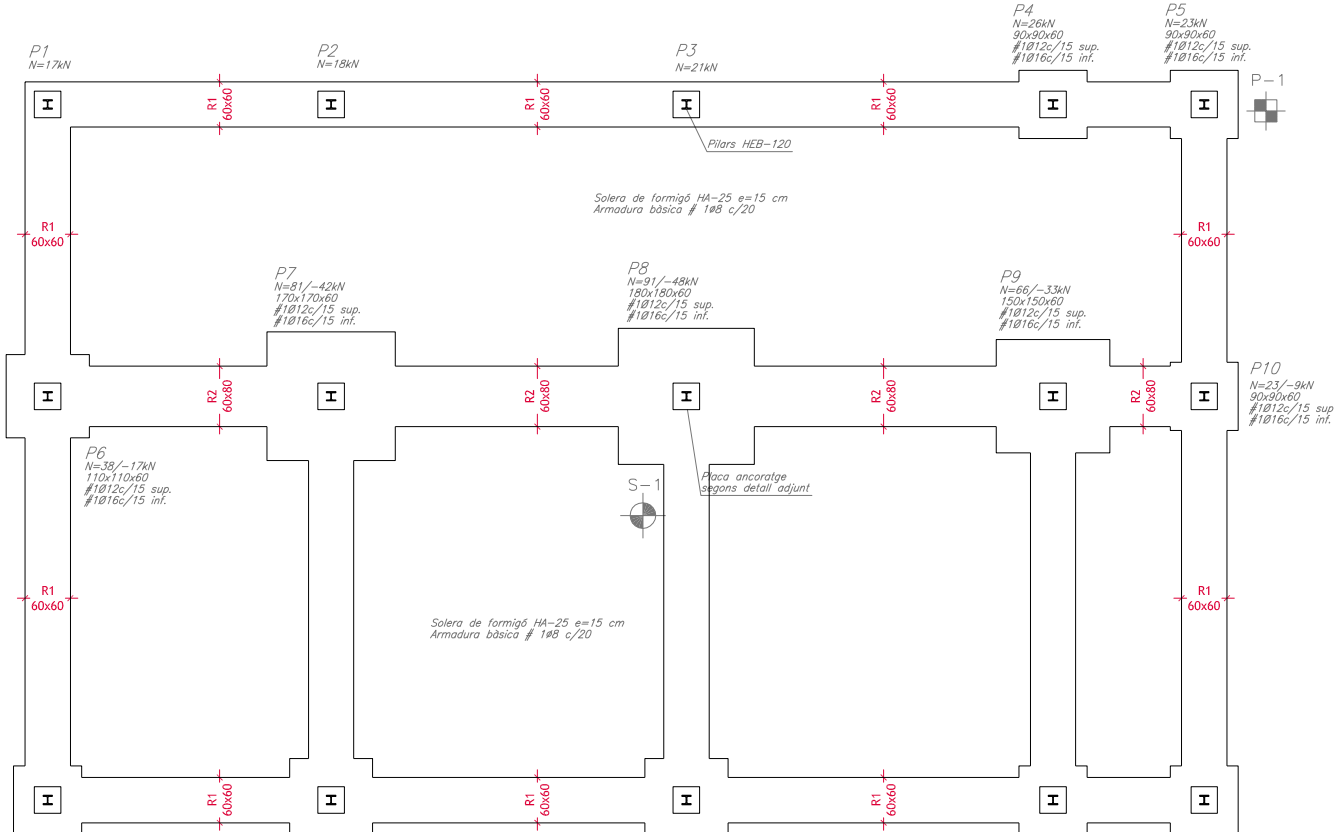 P1
N=17kN
P2
N=18kN
P3
N=21kN
P4
N=26kN
90x90x60
#1Ø12c/15 sup.
#1Ø16c/15 inf.
P5
N=23kN
90x90x60
#1Ø12c/15 sup.
#1Ø16c/15 inf.
P-1
R1
60x60
R1
60x60
R1
60x60
H
H
H
H
H
Pilars HEB-120
Solera de formigó HA-25 e=15 cm
Armadura bàsica # 1ø8 c/20
R1
60x60
R1
60x60
P7
N=81/-42kN
170x170x60
#1Ø12c/15 sup.
#1Ø16c/15 inf.
P8
N=91/-48kN
180x180x60
#1Ø12c/15 sup.
#1Ø16c/15 inf.
P9
N=66/-33kN
150x150x60
#1Ø12c/15 sup.
#1Ø16c/15 inf.
R2
60x80
R2
60x80
R2
60x80
R2
60x80
H
H
H
H
H
P10
N=23/-9kN
90x90x60
#1Ø12c/15 sup
#1Ø16c/15 inf.
P6
N=38/-17kN
110x110x60
#1Ø12c/15 sup.
#1Ø16c/15 inf.
S-1
Placa ancoratge
segons detall adjunt
R1
60x60
R1
60x60
Solera de formigó HA-25 e=15 cm
Armadura bàsica # 1ø8 c/20
R1
60x60
R1
60x60
R1
60x60
H
H
H
H
H